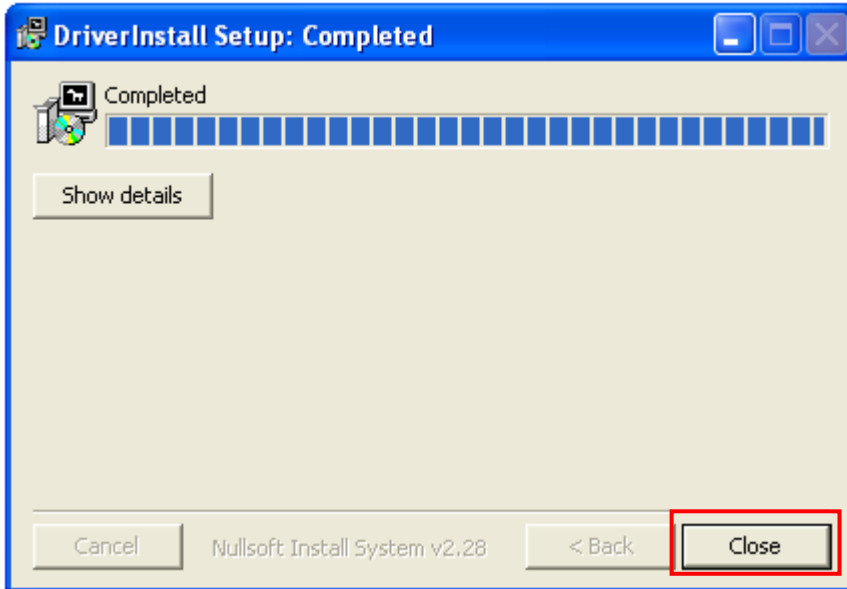 DriverInstall Setup: Completed
Completed
Show details
Cancel
Nullsoft Install System v2.28
< Back
Close